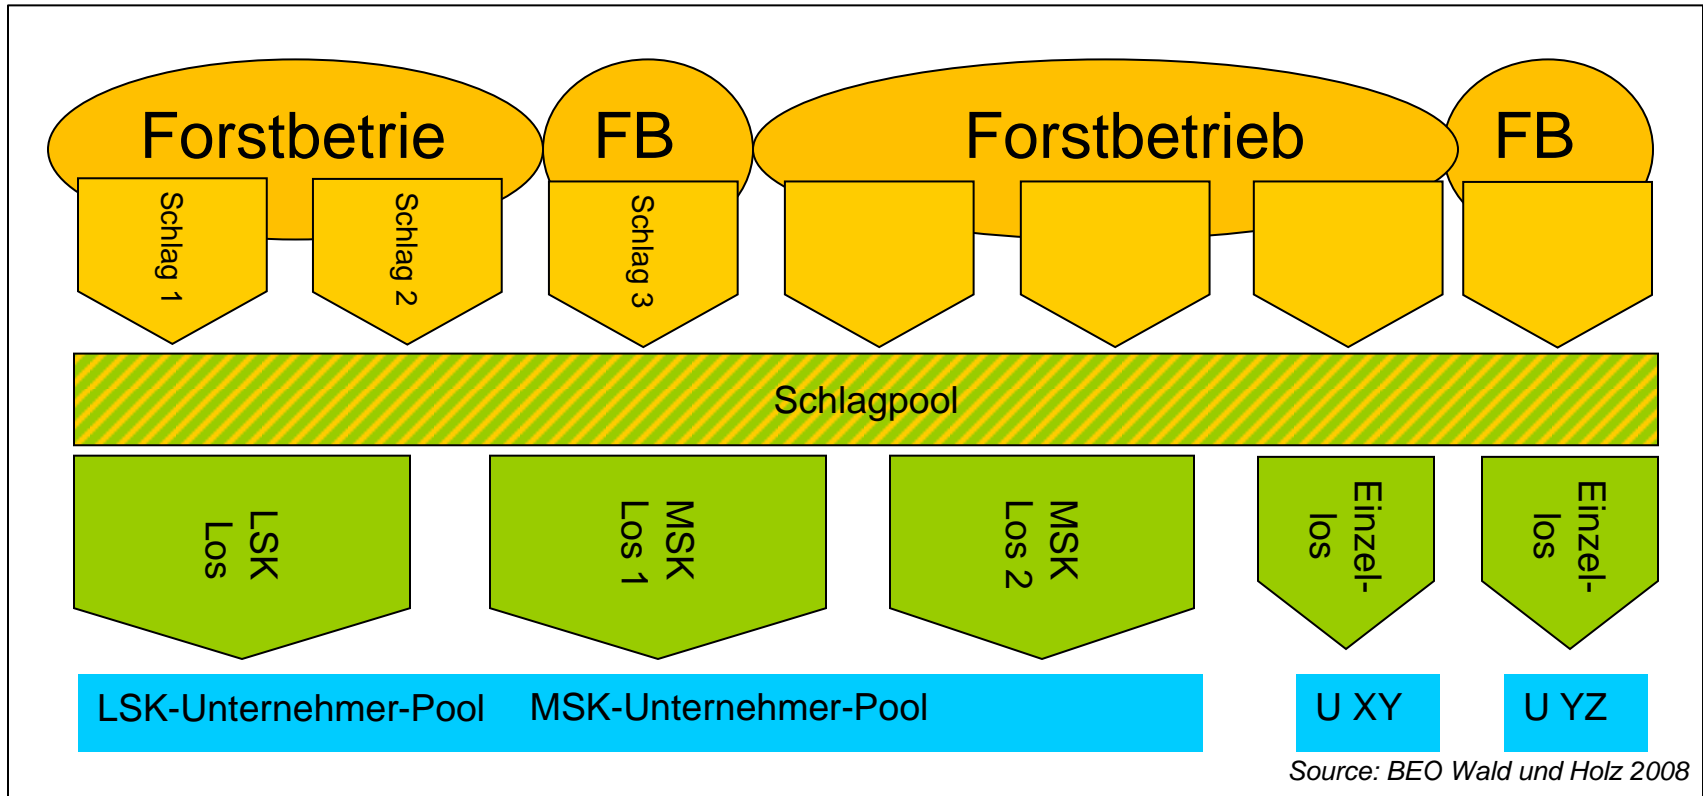 Forstbetrie
FB
Forstbetrieb
FB
Schlag 1
Schlag 2
Schlag 3
Schlagpool
LSK
Los
MSK
Los 1
MSK
Los 2
Einzel-
los
Einzel-
los
LSK-Unternehmer-Pool
MSK-Unternehmer-Pool
U XY
U YZ
Source: BEO Wald und Holz 2008